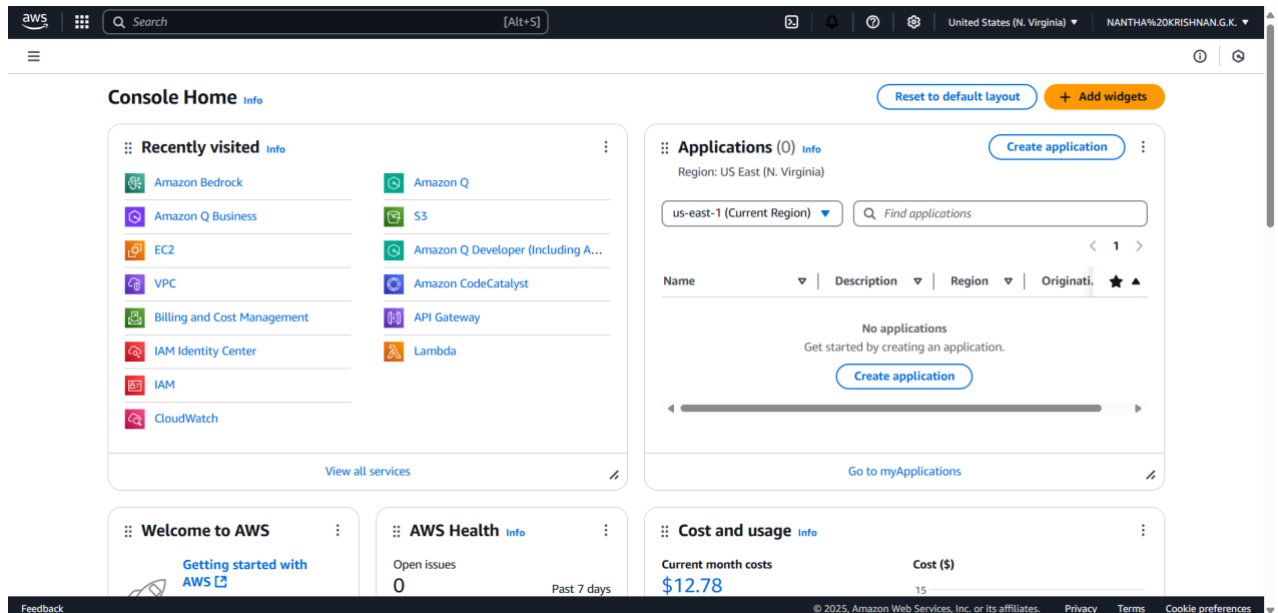 aws
Search [Alt+S]
United States (N. Virginia) ▼
NANTHA%20KRISHNAN.G.K. ▼
Console Home Info
Reset to default layout
+ Add widgets
Recently visited Info
Amazon Bedrock
Amazon Q Business
EC2
VPC
Billing and Cost Management
IAM Identity Center
IAM
CloudWatch
Amazon Q
S3
Amazon Q Developer (Including A...
Amazon CodeCatalyst
API Gateway
Lambda
View all services
Applications (0) Info
Create application
Region: US East (N. Virginia)
us-east-1 (Current Region) ▼
Find applications
< 1 >
Name Description Region Originati.
No applications
Get started by creating an application.
Create application
Go to myApplications
Welcome to AWS
Getting started with
AWS
AWS Health Info
Open issues
0 Past 7 days
Cost and usage Info
Current month costs
$12.78
Cost ($)
15
Feedback
© 2025, Amazon Web Services, Inc. or its affiliates. Privacy Terms Cookie preferences